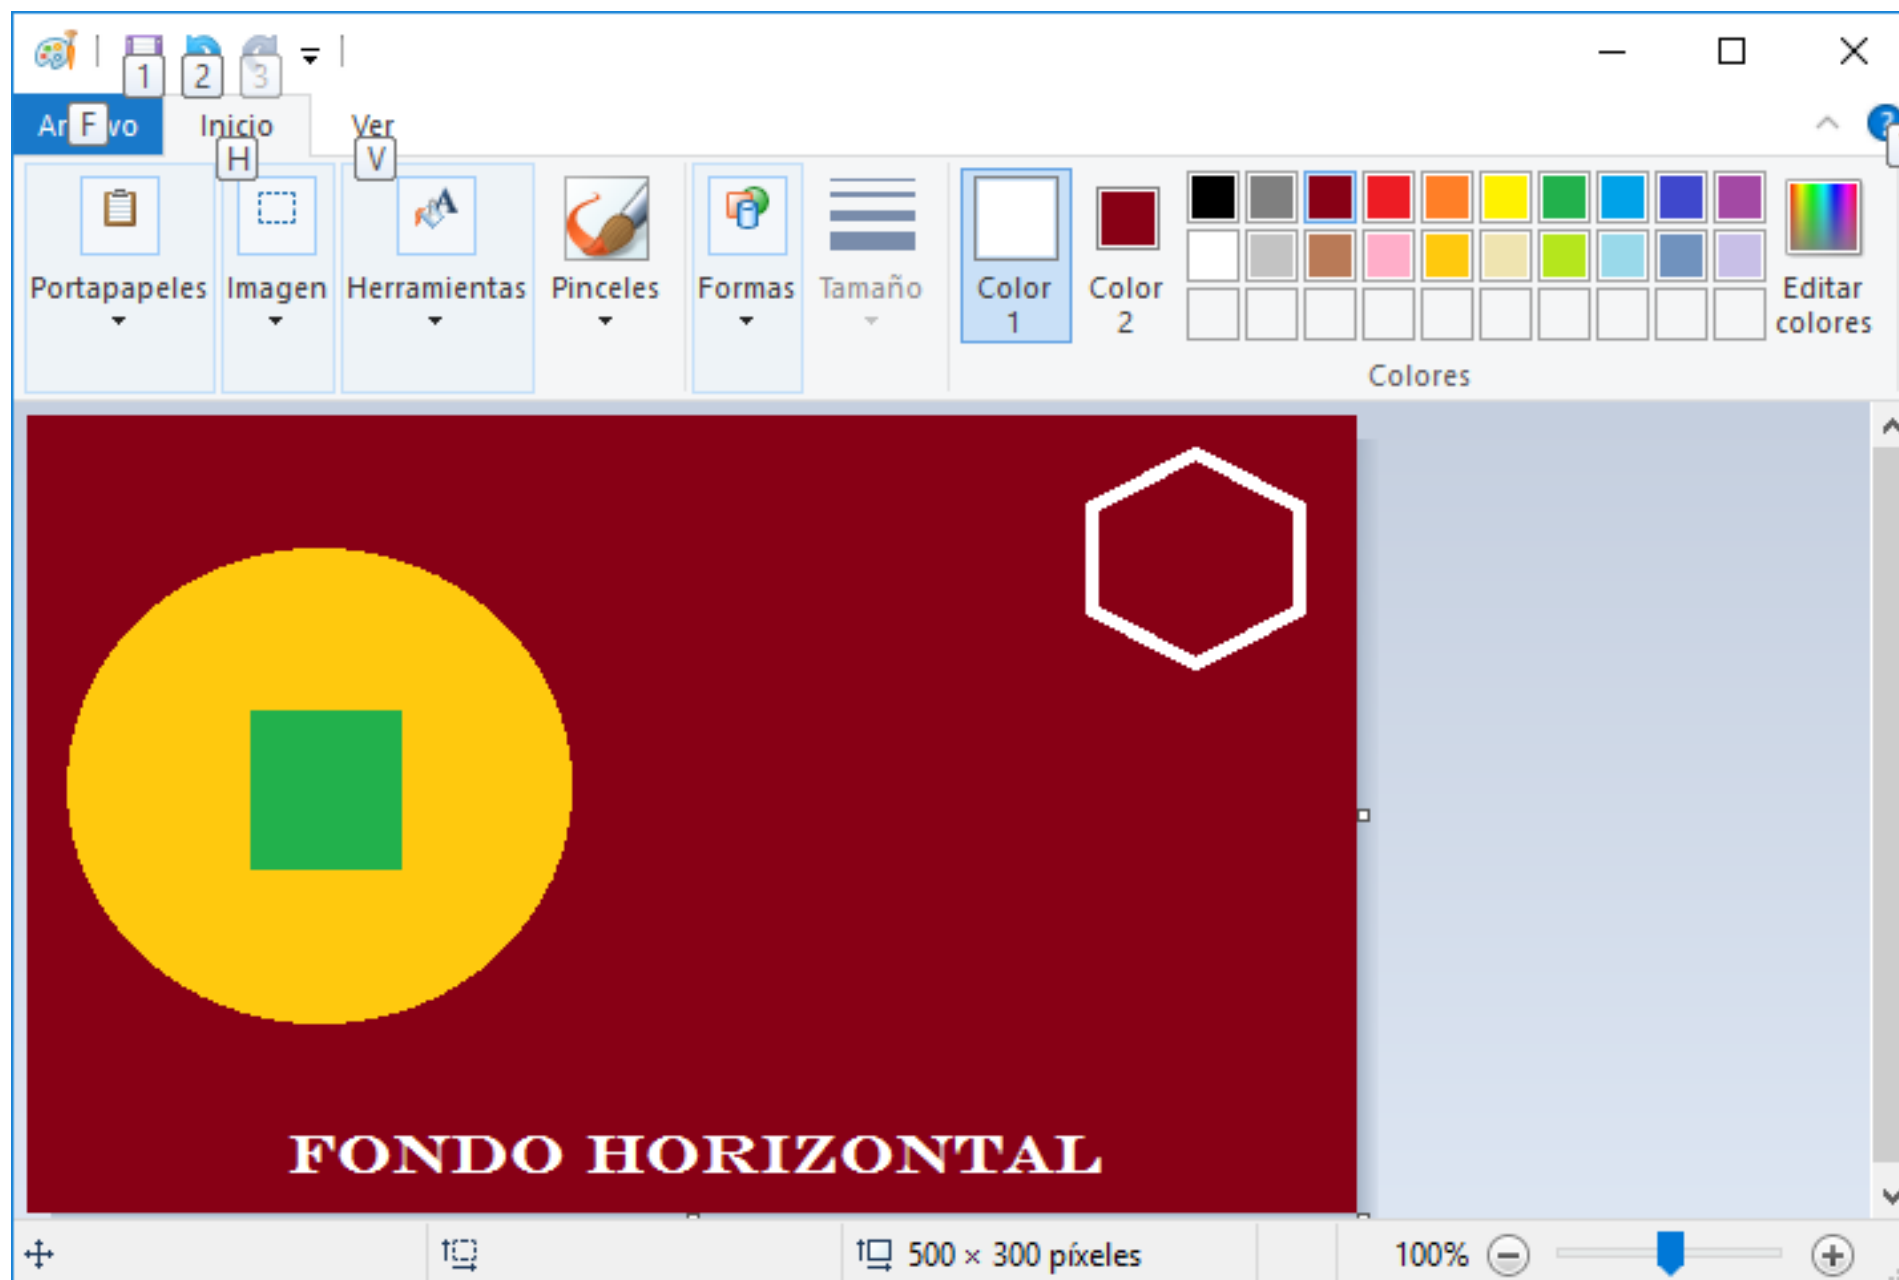 1 2 3
Ar F vo Inicio Ver
H V
?
Portapapeles Imagen Herramientas Pinceles Formas Tamaño Color 1 Color 2 Editar colores
Colores
FONDO HORIZONTAL
500 × 300 píxeles 100%